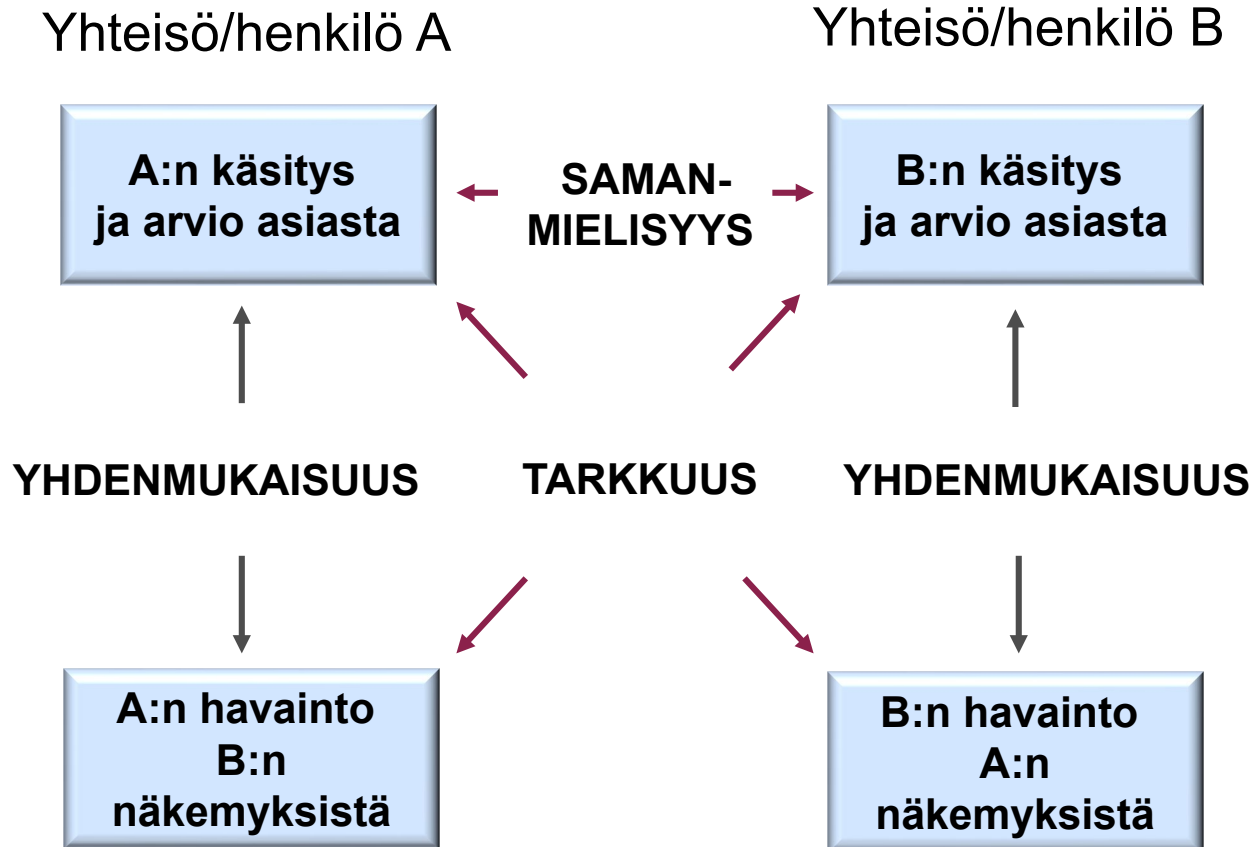 Yhteisö/henkilö A
Yhteisö/henkilö B
A:n käsitys
ja arvio asiasta
SAMAN-
MIELISYYS
B:n käsitys
ja arvio asiasta
YHDENMUKAISUUS
TARKKUUS
YHDENMUKAISUUS
A:n havainto
B:n
näkemyksistä
B:n havainto
A:n
näkemyksistä